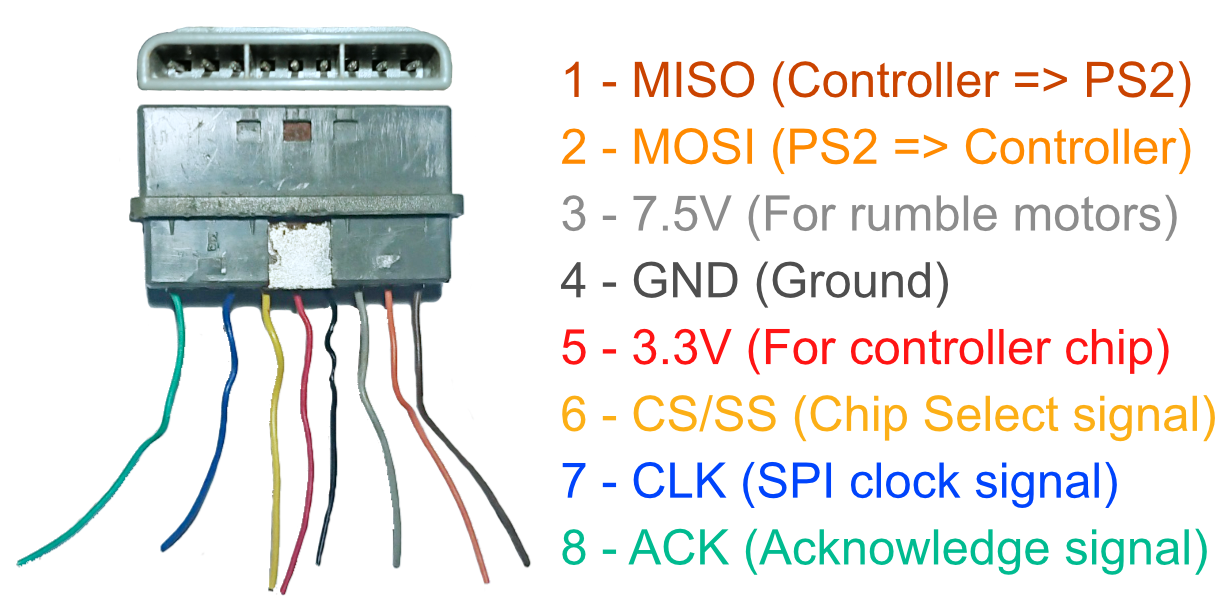 1 - MISO (Controller => PS2)
2 - MOSI (PS2 => Controller)
3 - 7.5V (For rumble motors)
4 - GND (Ground)
5 - 3.3V (For controller chip)
6 - CS/SS (Chip Select signal)
7 - CLK (SPI clock signal)
8 - ACK (Acknowledge signal)